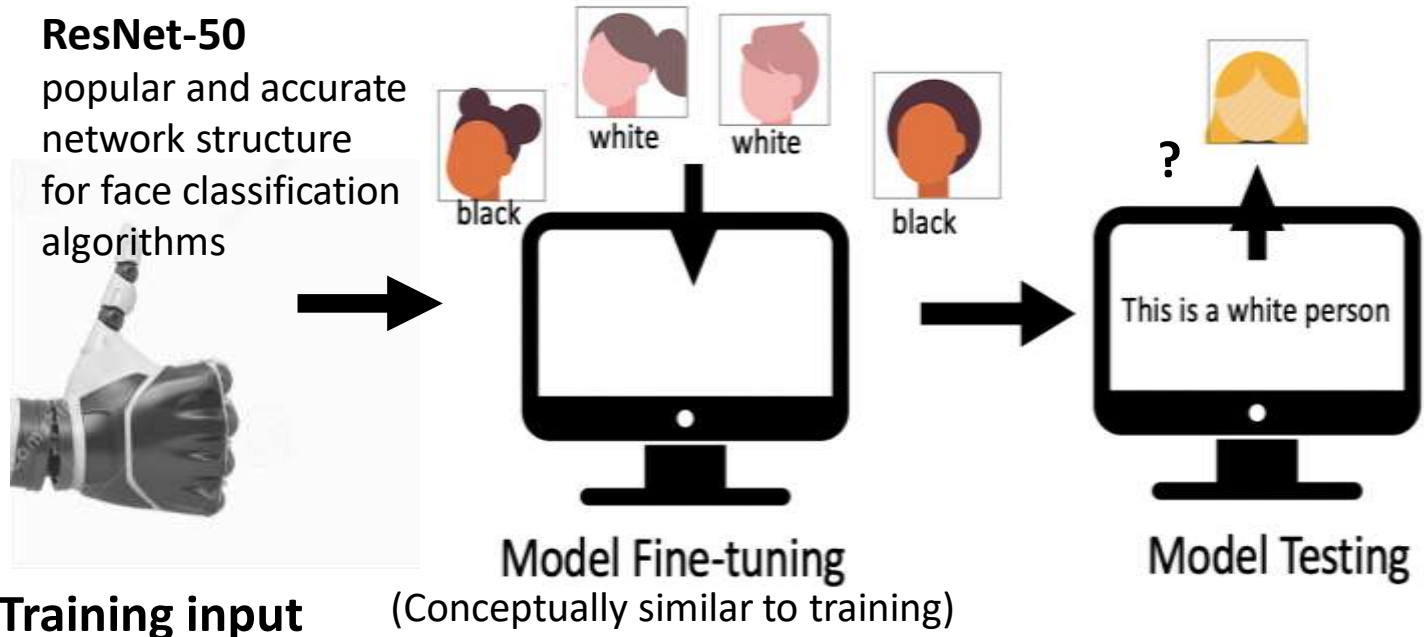 ResNet-50
popular and accurate
network structure
for face classification
algorithms
black
white
white
black
?
This is a white person
Model Fine-tuning
(Conceptually similar to training)
Model Testing
Training input